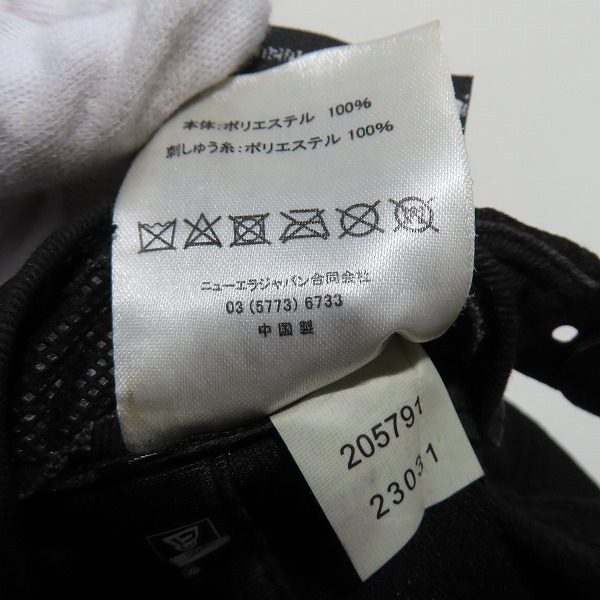 本体:ポリエステル 100%
刺しゅう糸:ポリエステル 100%
ニューエラジャパン合同会社
03 (5773) 6733
中国製
205791
23031